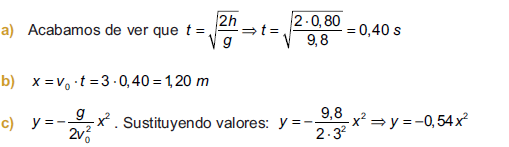 a) Acabamos de ver que t = √(2h/g) ⇒ t = √(2·0,80/9,8) = 0,40 s
b) x = v₀ · t = 3 · 0,40 = 1,20 m
c) y = −(g/2v₀²) x² . Sustituyendo valores: y = −(9,8/2·3²) x² ⇒ y = −0,54x²